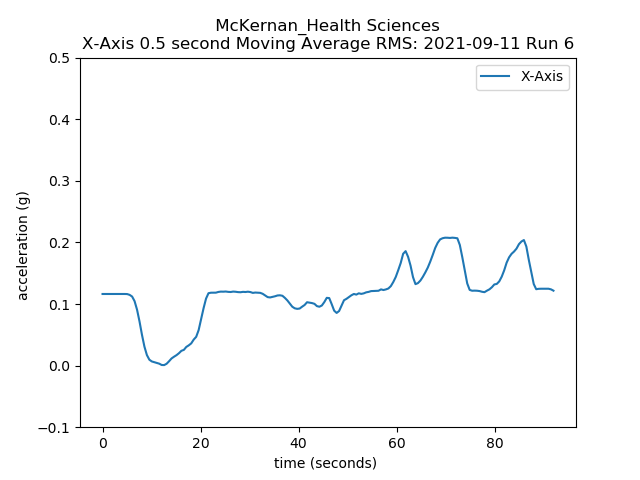 McKernan_Health Sciences
X-Axis 0.5 second Moving Average RMS: 2021-09-11 Run 6
X-Axis
acceleration (g)
0.5
0.4
0.3
0.2
0.1
0.0
−0.1
0 20 40 60 80
time (seconds)